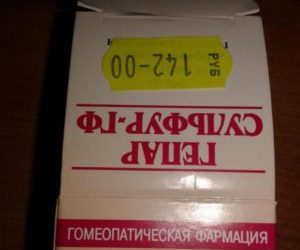 РУБ
142-00
ГЕПАР
СУЛЬФУР-ГФ
ГОМЕОПАТИЧЕСКАЯ ФАРМАЦИЯ